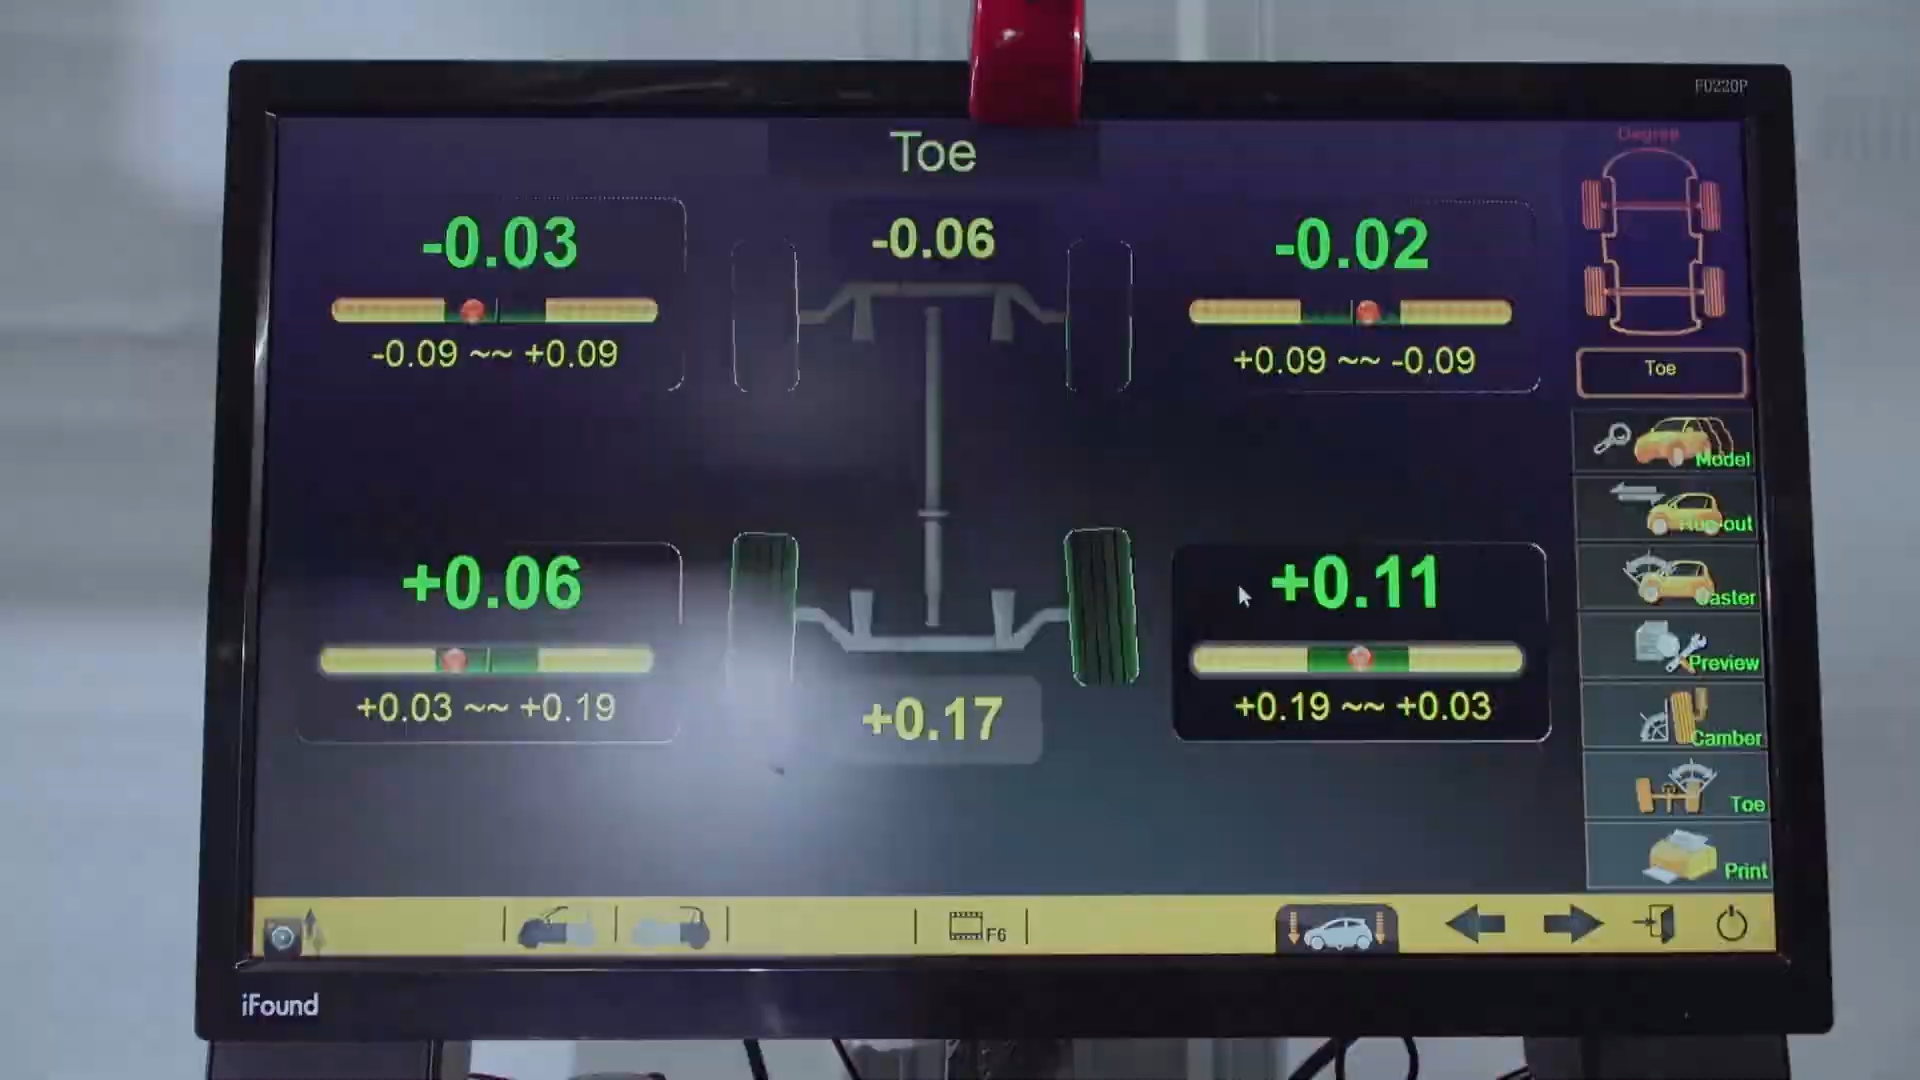 F0220P
Toe
Degree
-0.03
-0.06
-0.02
-0.09 ~~ +0.09
+0.09 ~~ -0.09
Toe
Model
Run-out
Caster
+0.06
+0.11
+0.03 ~~ +0.19
+0.17
+0.19 ~~ +0.03
Preview
Camber
Toe
Print
F6
iFound